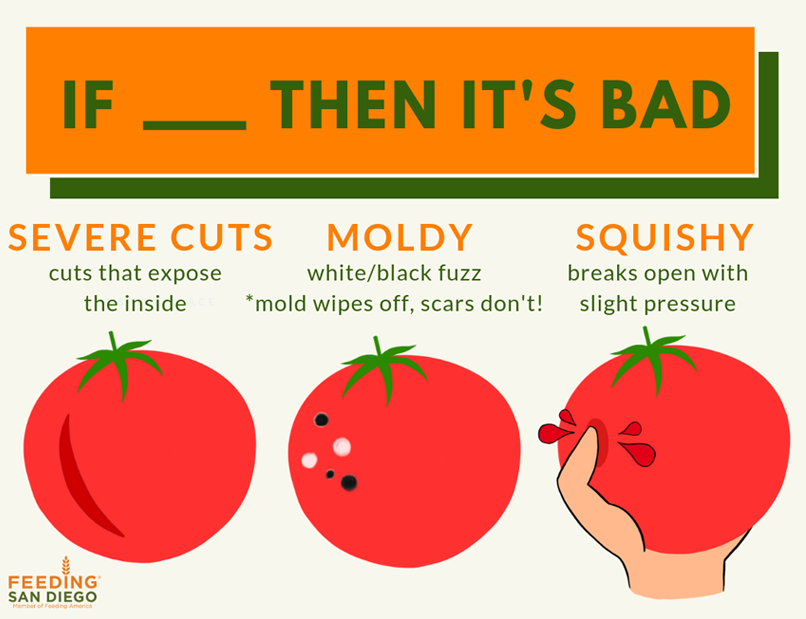 IF ___ THEN IT'S BAD
SEVERE CUTS
cuts that expose
the inside
MOLDY
white/black fuzz
*mold wipes off, scars don't!
SQUISHY
breaks open with
slight pressure
FEEDING
SAN DIEGO
Member of Feeding America